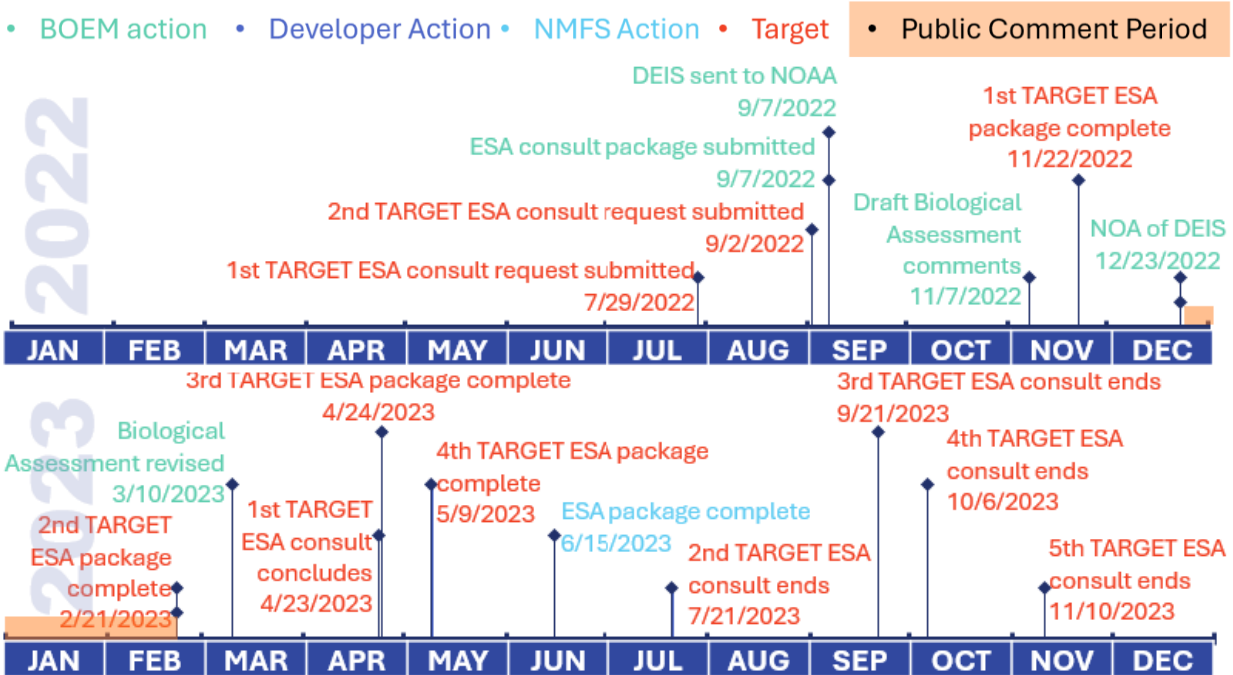 • BOEM action • Developer Action • NMFS Action • Target • Public Comment Period
2022
DEIS sent to NOAA
9/7/2022
ESA consult package submitted
9/7/2022
2nd TARGET ESA consult request submitted
9/2/2022
1st TARGET ESA consult request submitted
7/29/2022
Draft Biological
Assessment
comments
11/7/2022
1st TARGET ESA
package complete
11/22/2022
NOA of DEIS
12/23/2022
JAN FEB MAR APR MAY JUN JUL AUG SEP OCT NOV DEC
2023
3rd TARGET ESA package complete
4/24/2023
Biological
Assessment revised
3/10/2023
2nd TARGET
ESA package
complete
2/21/2023
1st TARGET
ESA consult
concludes
4/23/2023
4th TARGET ESA package
complete
5/9/2023
ESA package complete
6/15/2023
2nd TARGET ESA
consult ends
7/21/2023
3rd TARGET ESA consult ends
9/21/2023
4th TARGET ESA
consult ends
10/6/2023
5th TARGET ESA
consult ends
11/10/2023
JAN FEB MAR APR MAY JUN JUL AUG SEP OCT NOV DEC